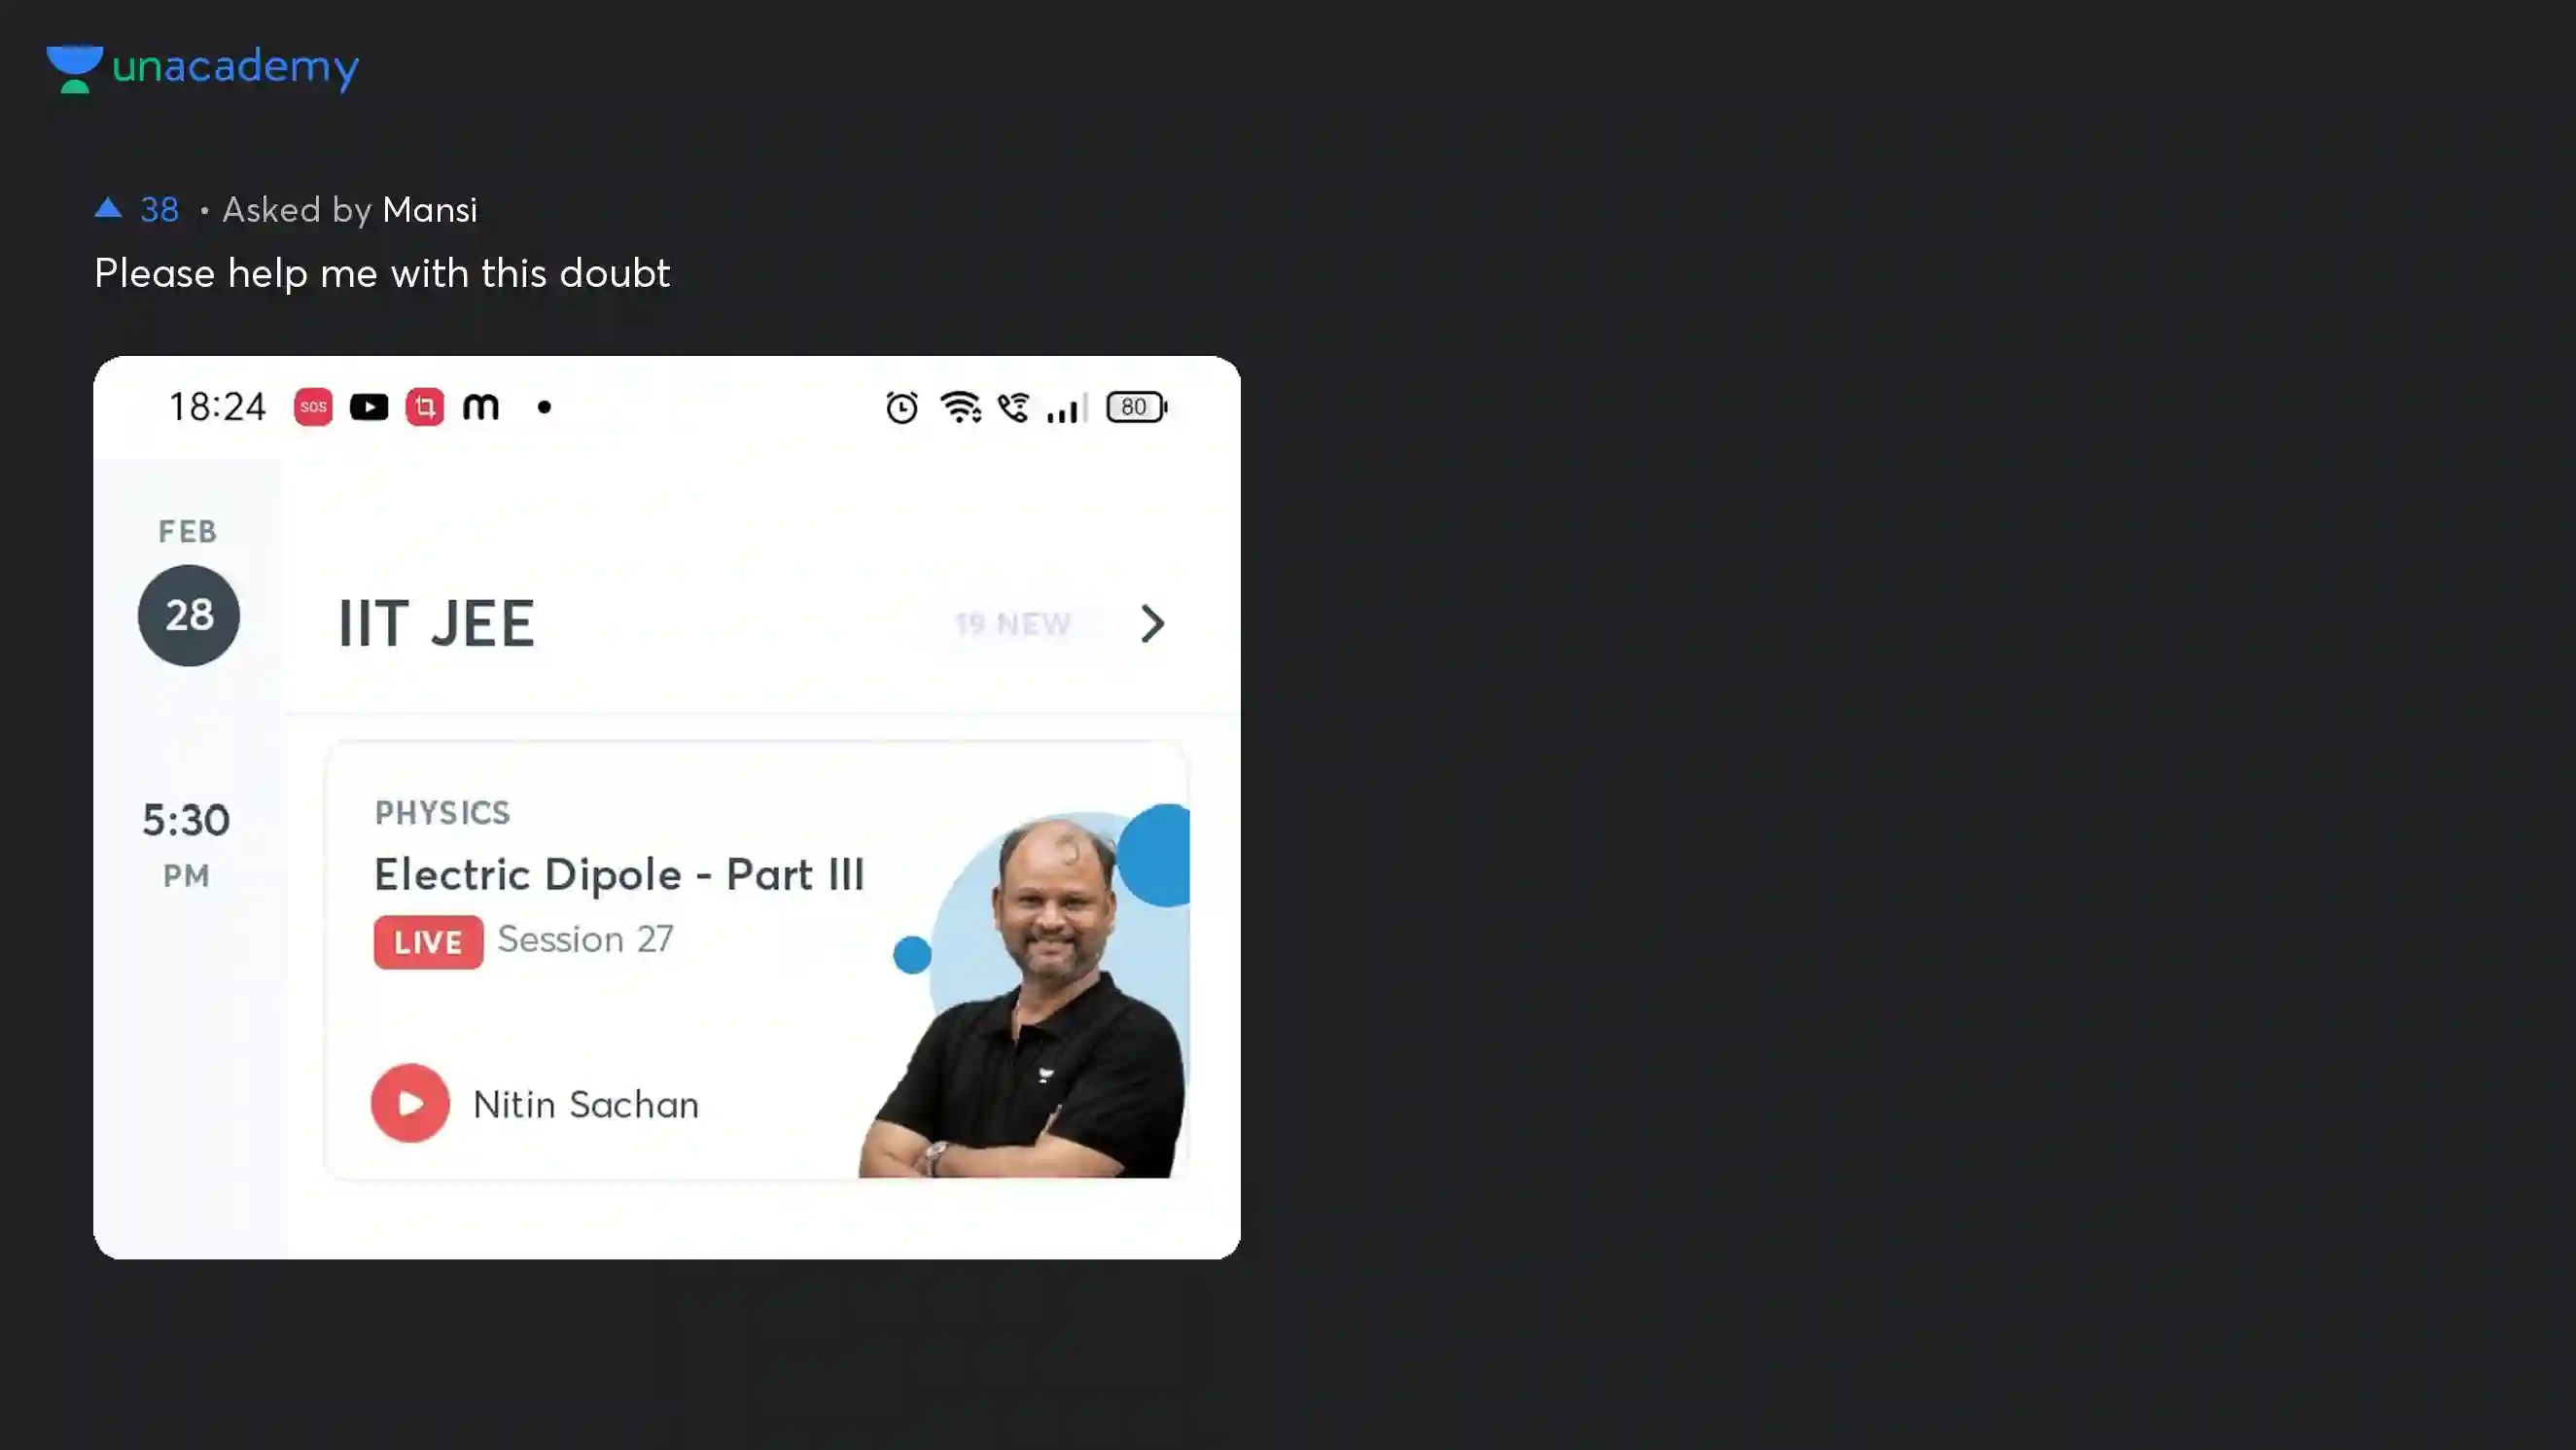 unacademy
38 • Asked by Mansi
Please help me with this doubt
18:24 SOS m • 80
FEB
28
IIT JEE 19 NEW
5:30
PM
PHYSICS
Electric Dipole - Part III
LIVE Session 27
Nitin Sachan